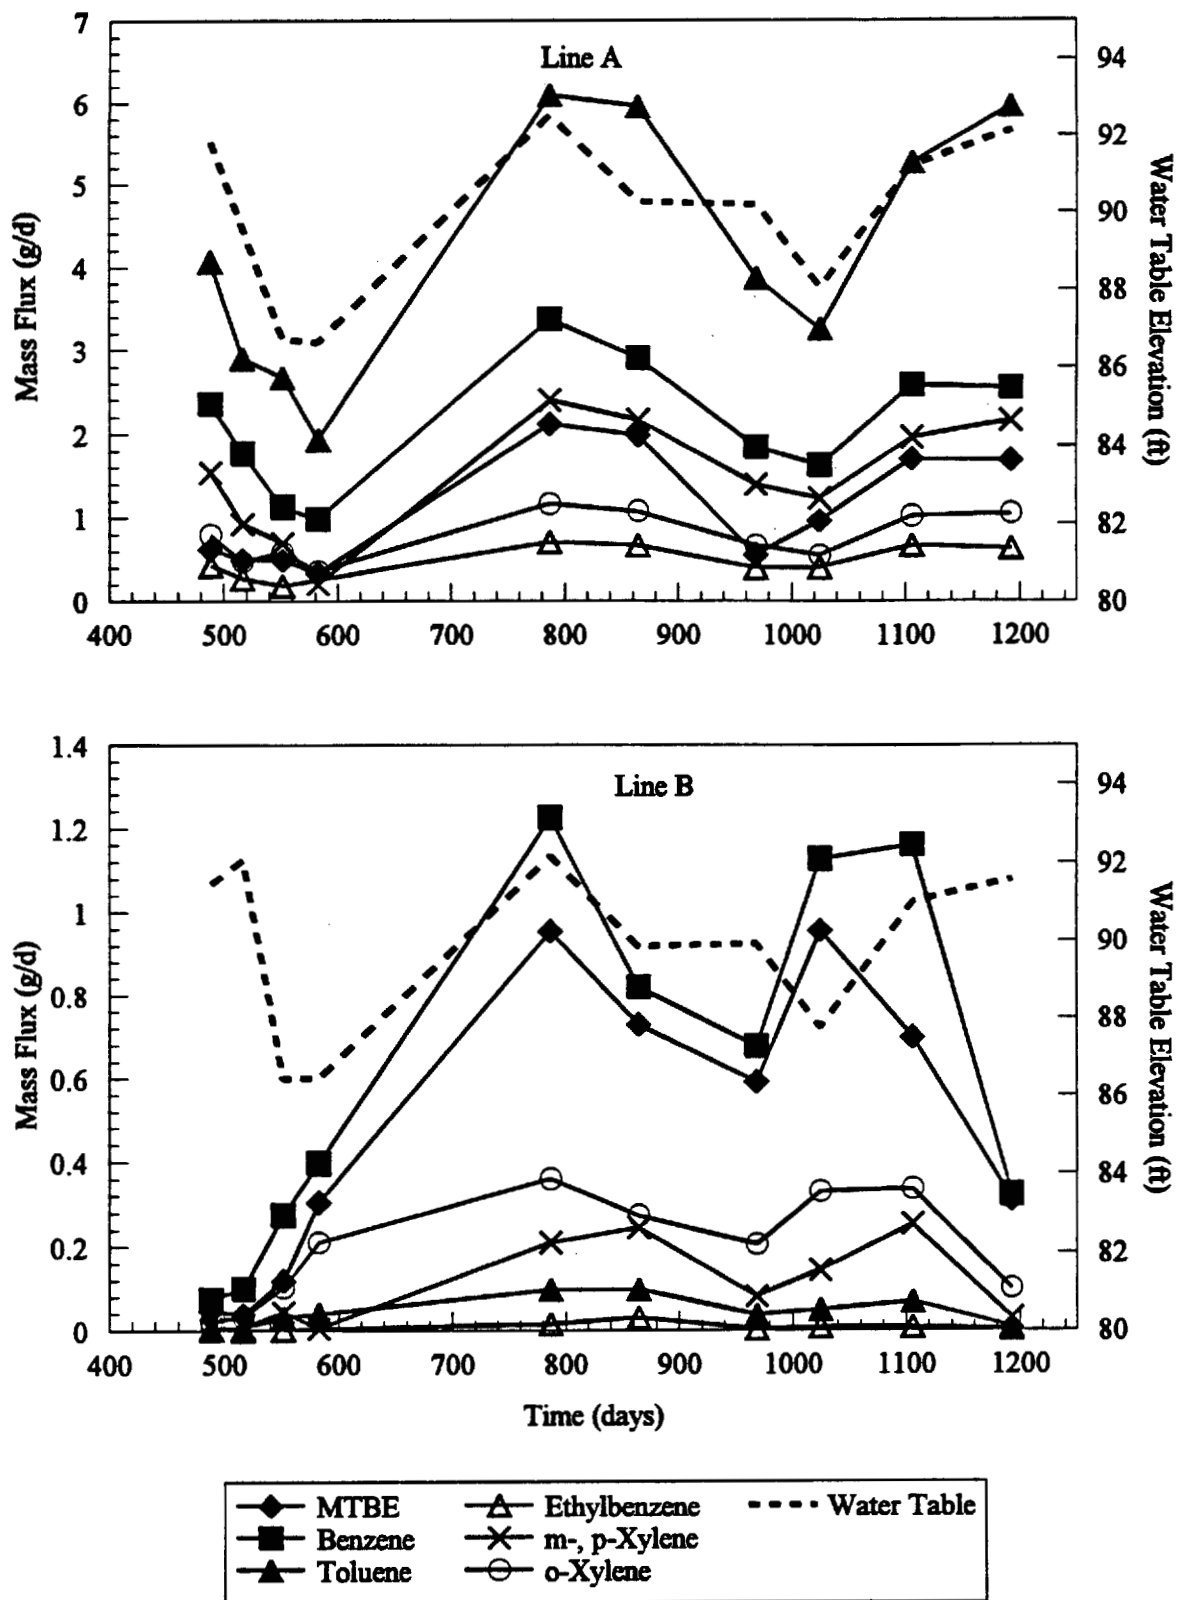 Line A
Mass Flux (g/d)
7
6
5
4
3
2
1
0
94
92
90
88
86
84
82
80
Water Table Elevation (ft)
400 500 600 700 800 900 1000 1100 1200
Line B
Mass Flux (g/d)
1.4
1.2
1
0.8
0.6
0.4
0.2
0
94
92
90
88
86
84
82
80
Water Table Elevation (ft)
400 500 600 700 800 900 1000 1100 1200
Time (days)
MTBE Ethylbenzene Water Table
Benzene m-, p-Xylene
Toluene o-Xylene